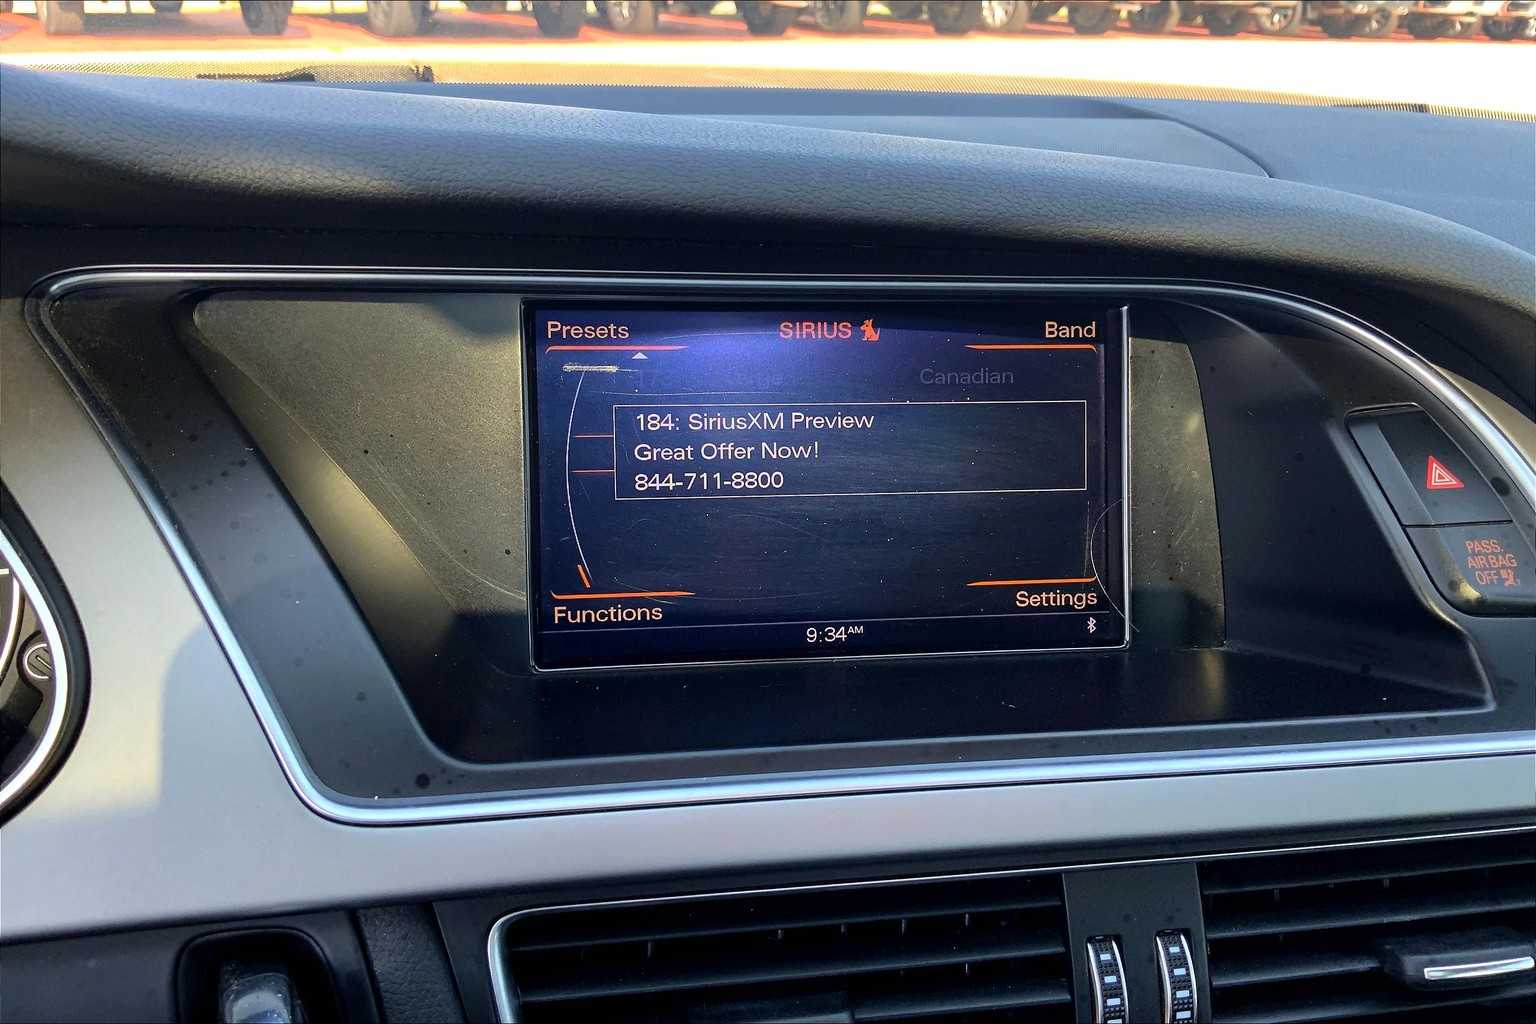 Presets
SIRIUS
Band
Canadian
184: SiriusXM Preview
Great Offer Now!
844-711-8800
Functions
Settings
9:34AM
PASS.
AIR BAG
OFF